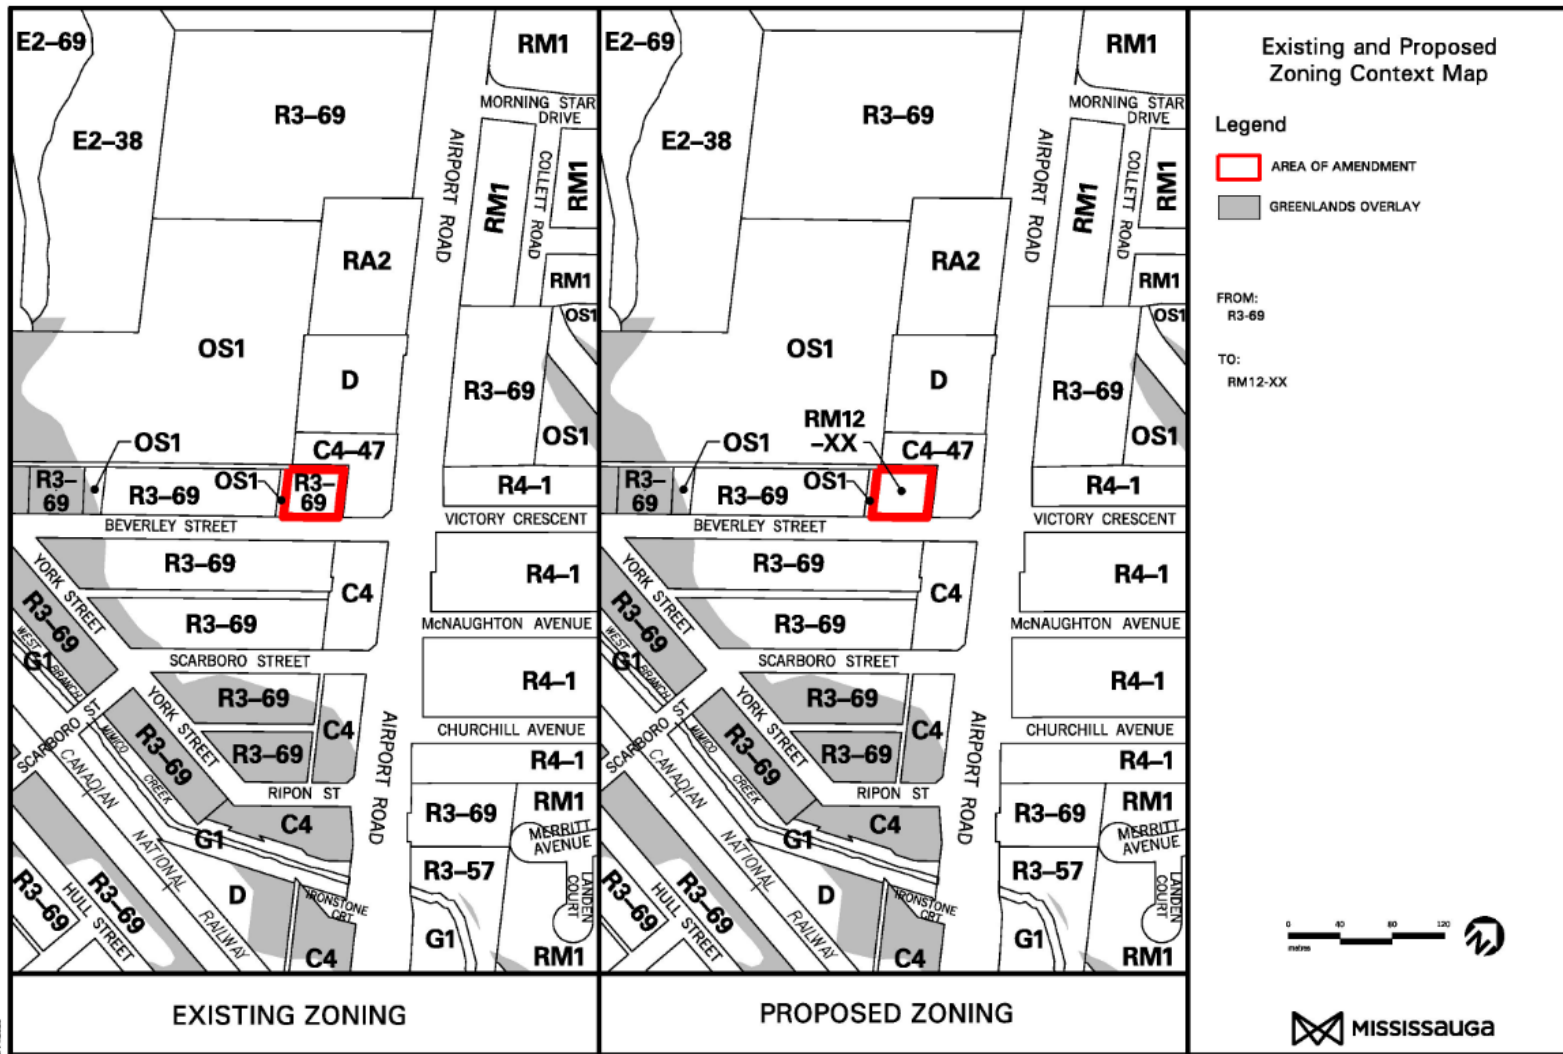 E2–69
E2–38
R3–69
RM1
MORNING STAR
DRIVE
AIRPORT ROAD
RM1
COLLETT ROAD
RM1
RA2
RM1
OS1
OS1
D
R3–69
OS1
OS1
C4–47
R3–
69
R3–69
OS1
R3–
69
R4–1
BEVERLEY STREET
VICTORY CRESCENT
YORK STREET
R3–69
C4
R4–1
R3–69
R3–69
McNAUGHTON AVENUE
WEST BRANCH
G1
SCARBORO STREET
R3–69
R4–1
YORK STREET
C4
AIRPORT ROAD
CHURCHILL AVENUE
SCARBORO ST
R3–69
R3–69
MIMICO CREEK
R4–1
CANADIAN NATIONAL RAILWAY
RIPON ST
C4
G1
R3–69
RM1
MERRITT
AVENUE
R3–57
LANDEN
COURT
R3–69
HULL STREET
R3–69
D
IRONSTONE
CRT
C4
G1
RM1
EXISTING ZONING
E2–69
E2–38
R3–69
RM1
MORNING STAR
DRIVE
AIRPORT ROAD
RM1
COLLETT ROAD
RM1
RA2
RM1
OS1
OS1
D
R3–69
RM12
–XX
OS1
OS1
C4–47
R3–
69
R3–69
OS1
R4–1
BEVERLEY STREET
VICTORY CRESCENT
YORK STREET
R3–69
C4
R4–1
R3–69
R3–69
McNAUGHTON AVENUE
WEST BRANCH
G1
SCARBORO STREET
R3–69
R4–1
YORK STREET
C4
AIRPORT ROAD
CHURCHILL AVENUE
SCARBORO ST
R3–69
R3–69
MIMICO CREEK
R4–1
CANADIAN NATIONAL RAILWAY
RIPON ST
C4
G1
R3–69
RM1
MERRITT
AVENUE
R3–57
LANDEN
COURT
R3–69
HULL STREET
R3–69
D
IRONSTONE
CRT
C4
G1
RM1
PROPOSED ZONING
Existing and Proposed
Zoning Context Map
Legend
AREA OF AMENDMENT
GREENLANDS OVERLAY
FROM:
R3-69
TO:
RM12-XX
0 40 80 120
metres
N
MISSISSAUGA